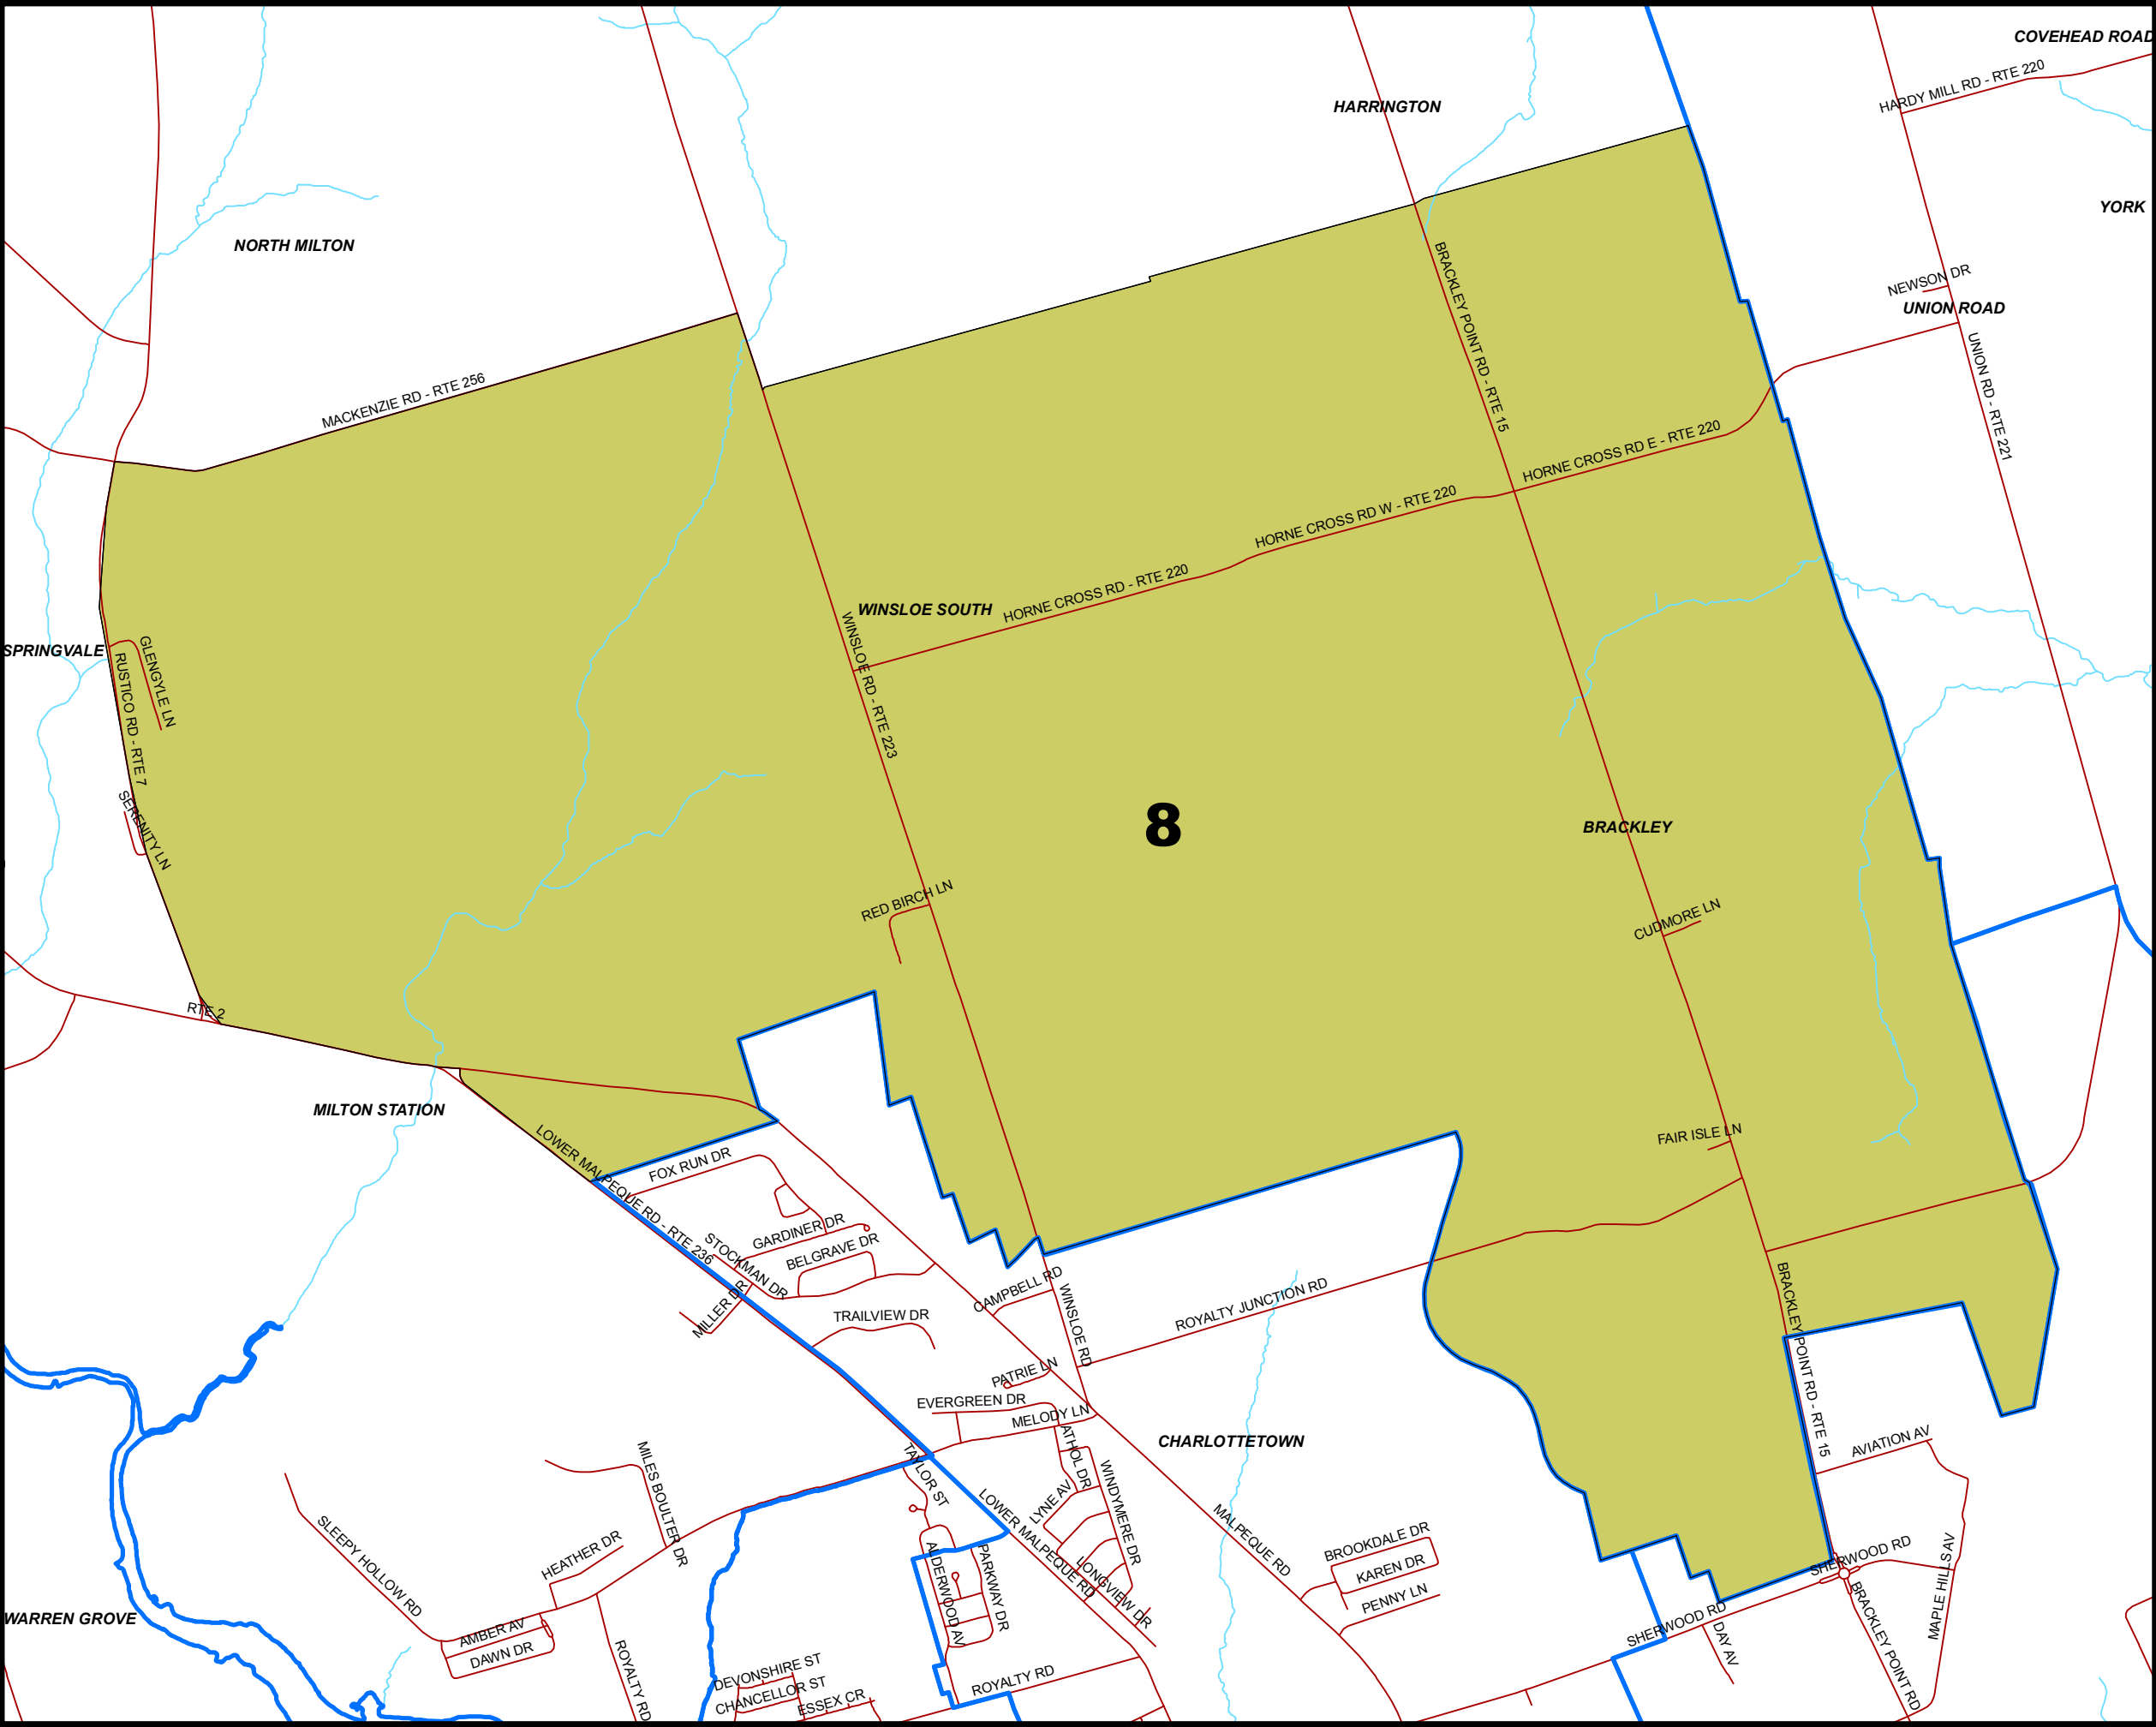 COVEHEAD ROAD
HARDY MILL RD - RTE 220
HARRINGTON
YORK
NORTH MILTON
NEWSON DR
UNION ROAD
BRACKLEY POINT RD - RTE 15
UNION RD - RTE 221
MACKENZIE RD - RTE 256
HORNE CROSS RD E - RTE 220
HORNE CROSS RD W - RTE 220
HORNE CROSS RD - RTE 220
WINSLOE SOUTH
WINSLOE RD - RTE 223
SPRINGVALE
GLENGYLE LN
RUSTICO RD - RTE 7
SERENITY LN
8
BRACKLEY
RED BIRCH LN
CUDMORE LN
RTE 2
MILTON STATION
LOWER MALPEQUE RD - RTE 236
FOX RUN DR
FAIR ISLE LN
GARDINER DR
STOCKMAN DR
BELGRAVE DR
MILLER DR
CAMPBELL RD
WINSLOE RD
TRAILVIEW DR
ROYALTY JUNCTION RD
BRACKLEY POINT RD - RTE 15
PATRIE LN
EVERGREEN DR
MELODY LN
ATHOL DR
CHARLOTTETOWN
AVIATION AV
TAYLOR ST
MILES BOULTER DR
WINDYMERE DR
LYNE AV
LOWER MALPEQUE RD
LONGVIEW DR
MALPEQUE RD
SLEEPY HOLLOW RD
HEATHER DR
ALDERWOOD AV
PARKWAY DR
BROOKDALE DR
KAREN DR
PENNY LN
SHERWOOD RD
SHERWOOD RD
MAPLE HILLS AV
BRACKLEY POINT RD
DAY AV
WARREN GROVE
AMBER AV
DAWN DR
ROYALTY RD
DEVONSHIRE ST
CHANCELLOR ST
ESSEX CR
ROYALTY RD